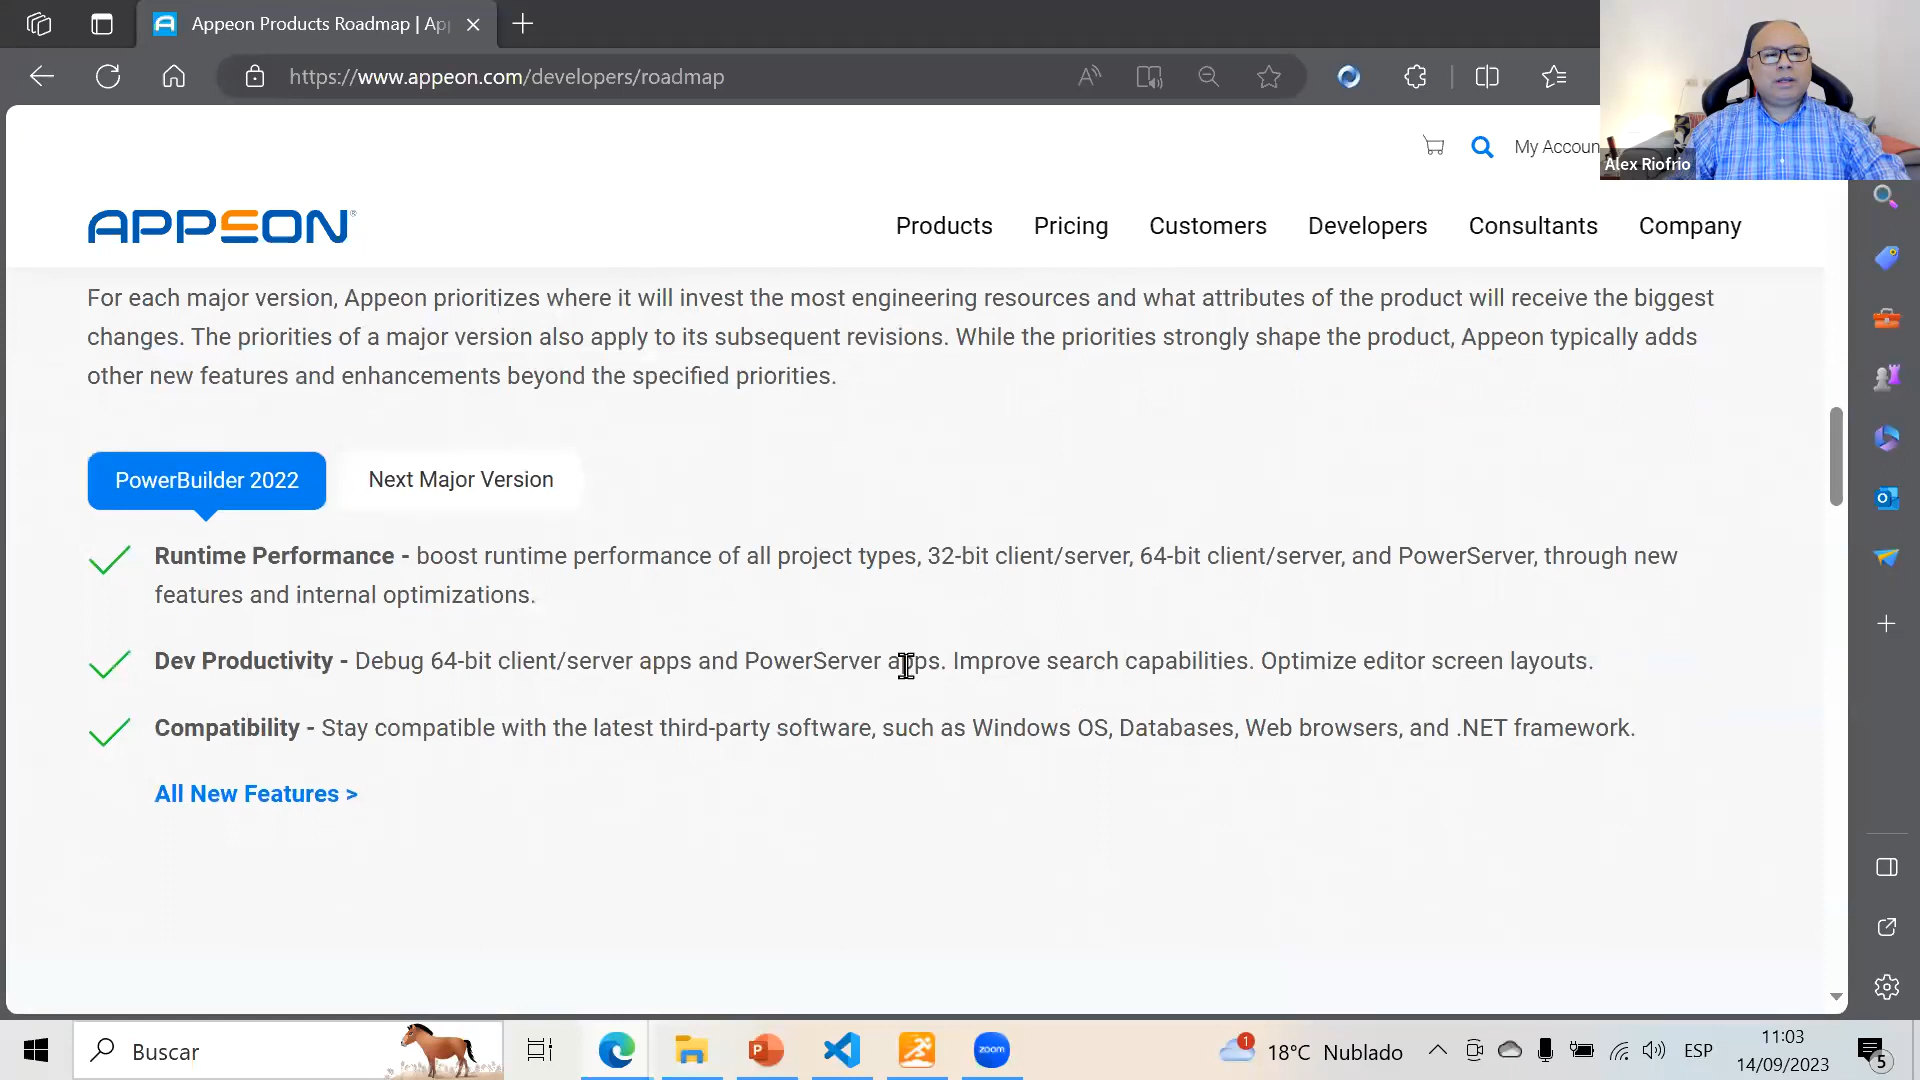 Appeon Products Roadmap | Ap
https://www.appeon.com/developers/roadmap
My Accoun
Alex Riofrio
APPEON®
Products Pricing Customers Developers Consultants Company
For each major version, Appeon prioritizes where it will invest the most engineering resources and what attributes of the product will receive the biggest
changes. The priorities of a major version also apply to its subsequent revisions. While the priorities strongly shape the product, Appeon typically adds
other new features and enhancements beyond the specified priorities.
PowerBuilder 2022 Next Major Version
Runtime Performance - boost runtime performance of all project types, 32-bit client/server, 64-bit client/server, and PowerServer, through new
features and internal optimizations.
Dev Productivity - Debug 64-bit client/server apps and PowerServer apps. Improve search capabilities. Optimize editor screen layouts.
Compatibility - Stay compatible with the latest third-party software, such as Windows OS, Databases, Web browsers, and .NET framework.
All New Features >
Buscar
zoom
1
18°C Nublado
ESP
11:03
14/09/2023
5